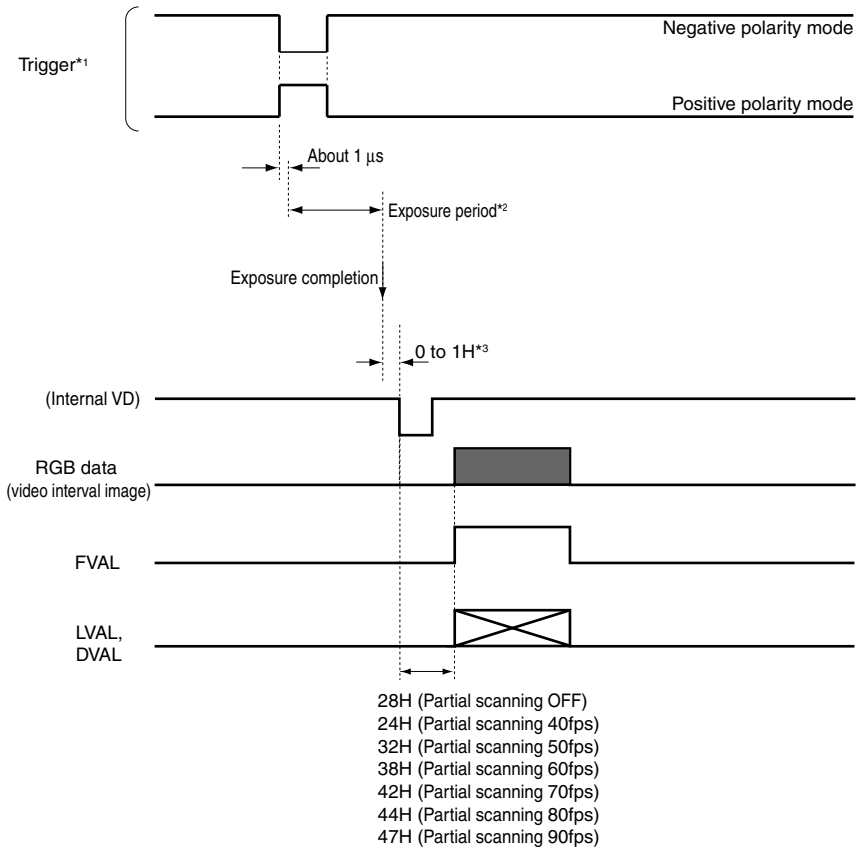 Negative polarity mode
Trigger*1
Positive polarity mode
About 1 μs
Exposure period*2
Exposure completion
0 to 1H*3
(Internal VD)
RGB data
(video interval image)
FVAL
LVAL,
DVAL
28H (Partial scanning OFF)
24H (Partial scanning 40fps)
32H (Partial scanning 50fps)
38H (Partial scanning 60fps)
42H (Partial scanning 70fps)
44H (Partial scanning 80fps)
47H (Partial scanning 90fps)